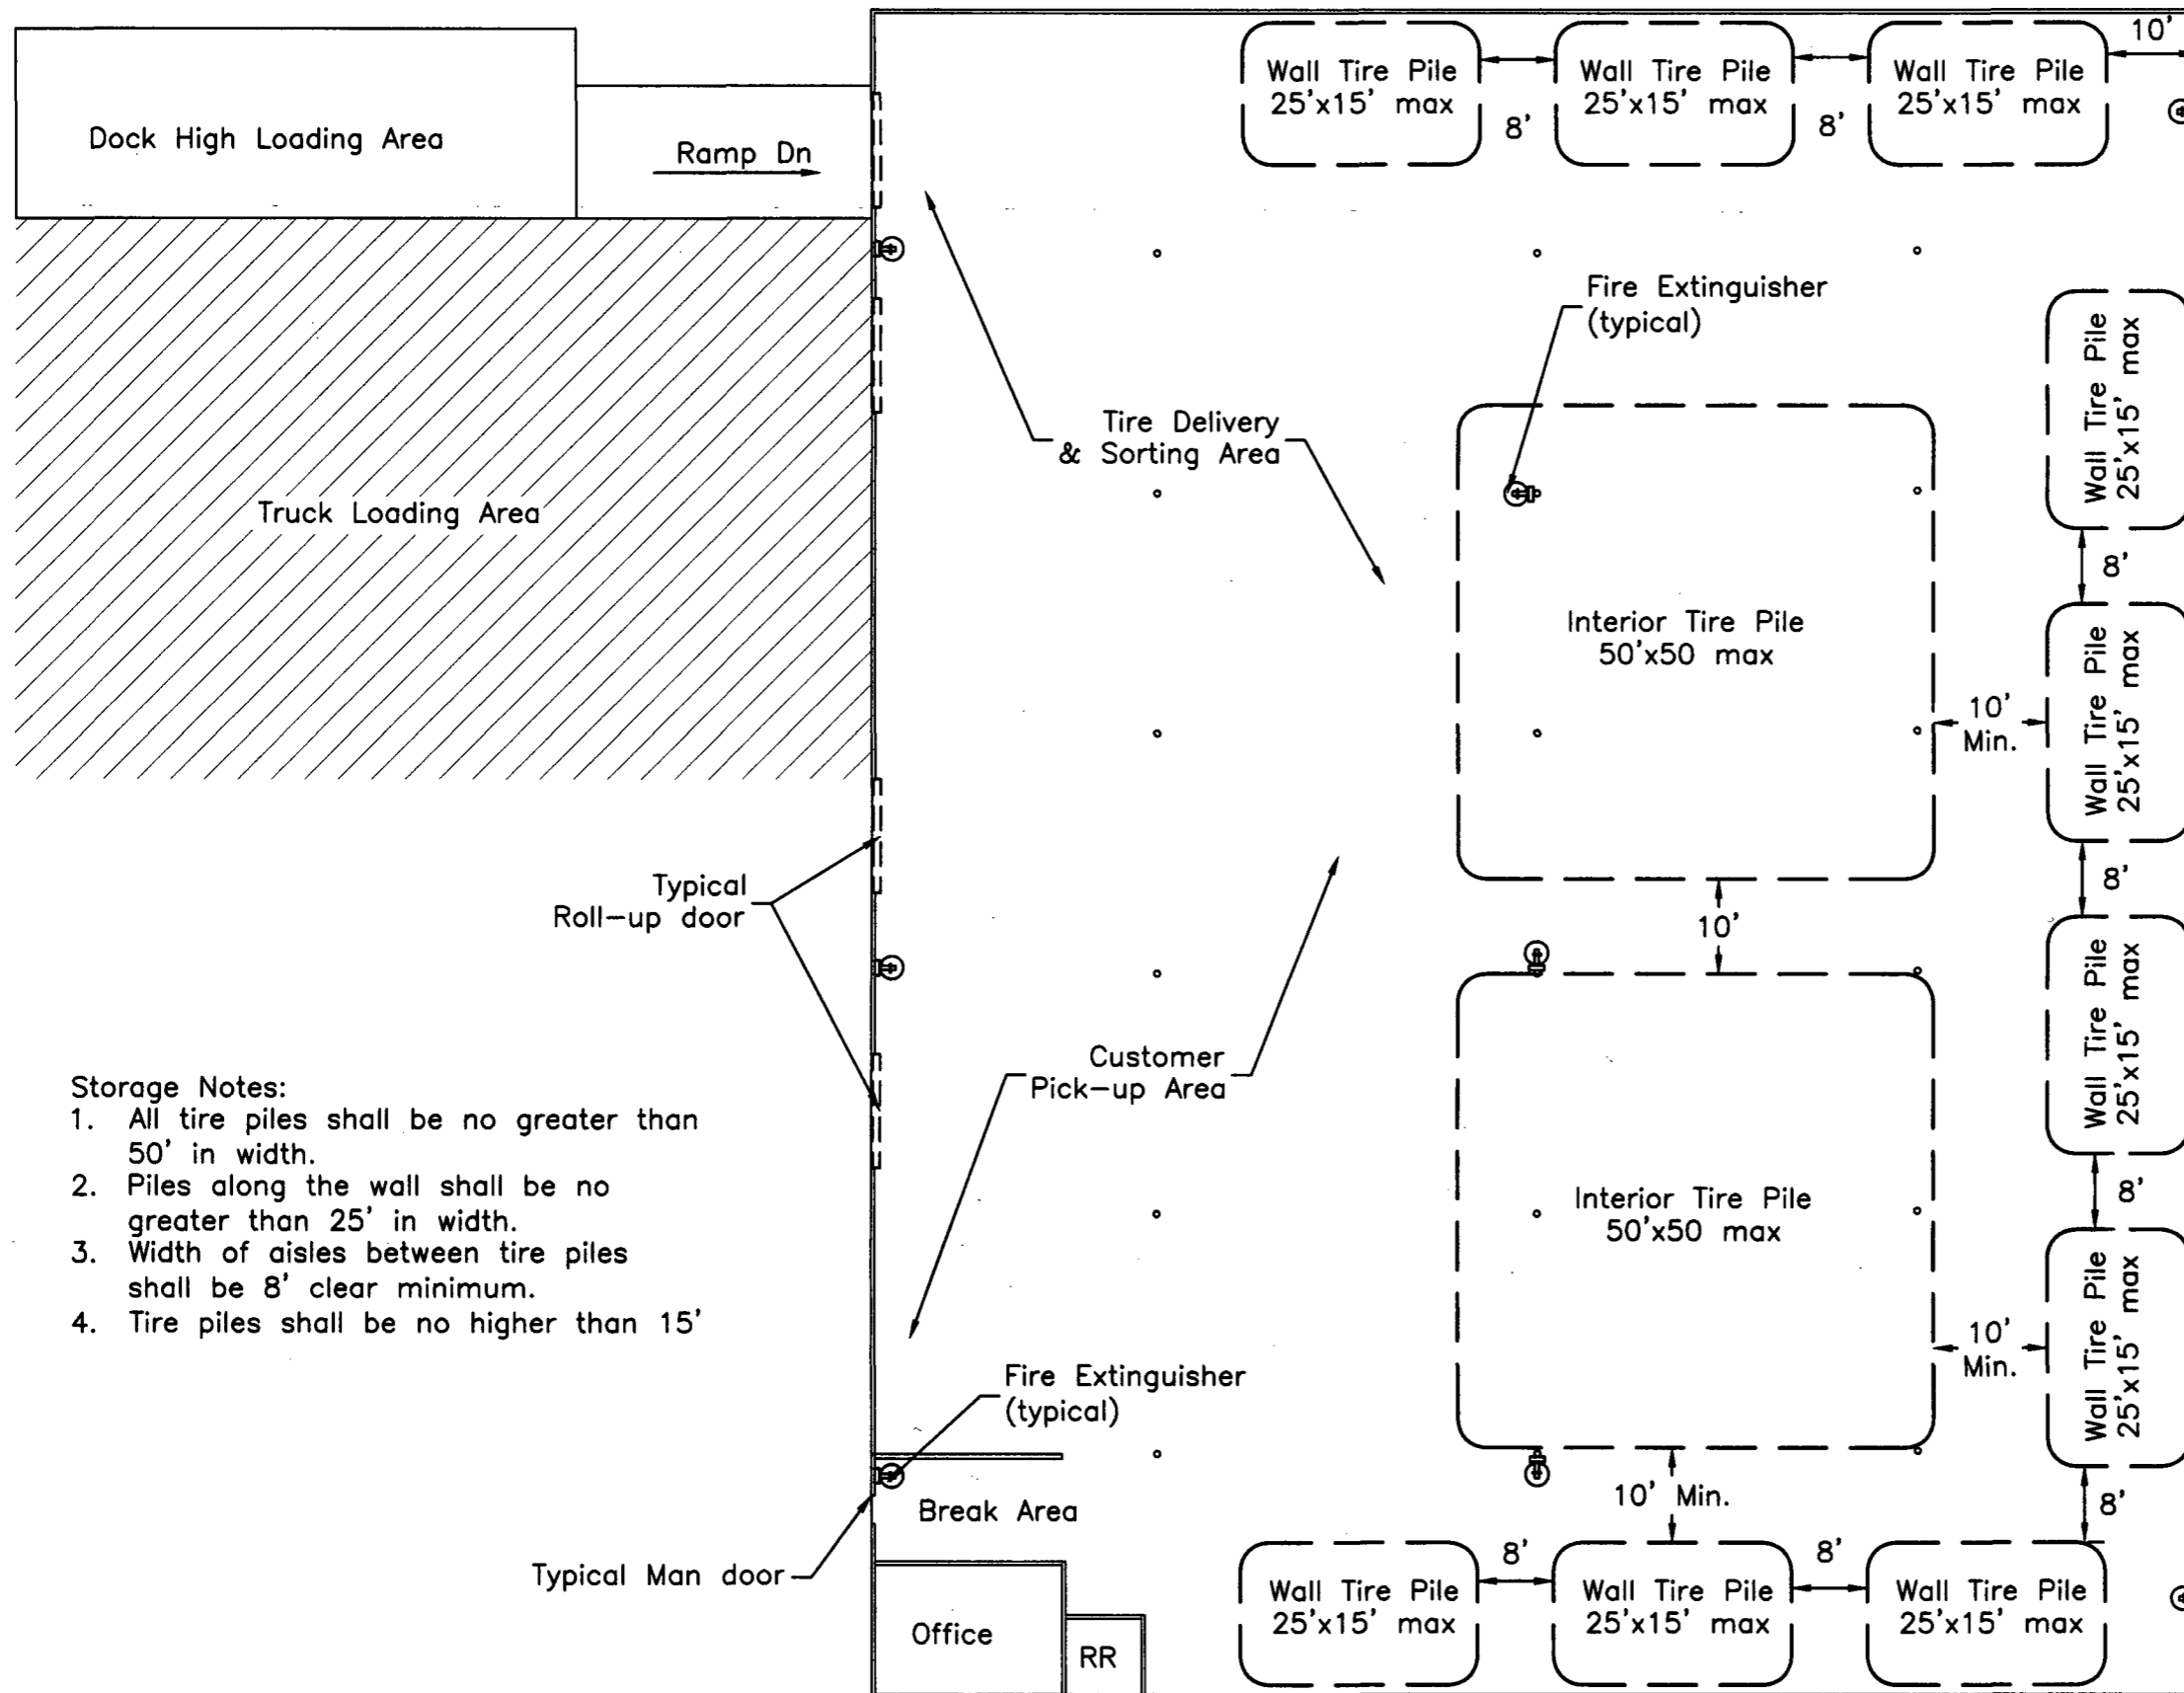 Dock High Loading Area
Ramp Dn
Wall Tire Pile
25'x15' max
8'
Wall Tire Pile
25'x15' max
8'
Wall Tire Pile
25'x15' max
10'
Fire Extinguisher
(typical)
Tire Delivery
& Sorting Area
Truck Loading Area
Wall Tire Pile
25'x15' max
8'
Interior Tire Pile
50'x50 max
10'
Min.
Wall Tire Pile
25'x15' max
8'
Typical
Roll-up door
10'
Wall Tire Pile
25'x15' max
8'
Customer
Pick-up Area
Storage Notes:
1. All tire piles shall be no greater than
50' in width.
2. Piles along the wall shall be no
greater than 25' in width.
3. Width of aisles between tire piles
shall be 8' clear minimum.
4. Tire piles shall be no higher than 15'
Interior Tire Pile
50'x50 max
10'
Min.
Wall Tire Pile
25'x15' max
8'
Fire Extinguisher
(typical)
Break Area
10' Min.
Typical Man door
Office
RR
Wall Tire Pile
25'x15' max
8'
Wall Tire Pile
25'x15' max
8'
Wall Tire Pile
25'x15' max